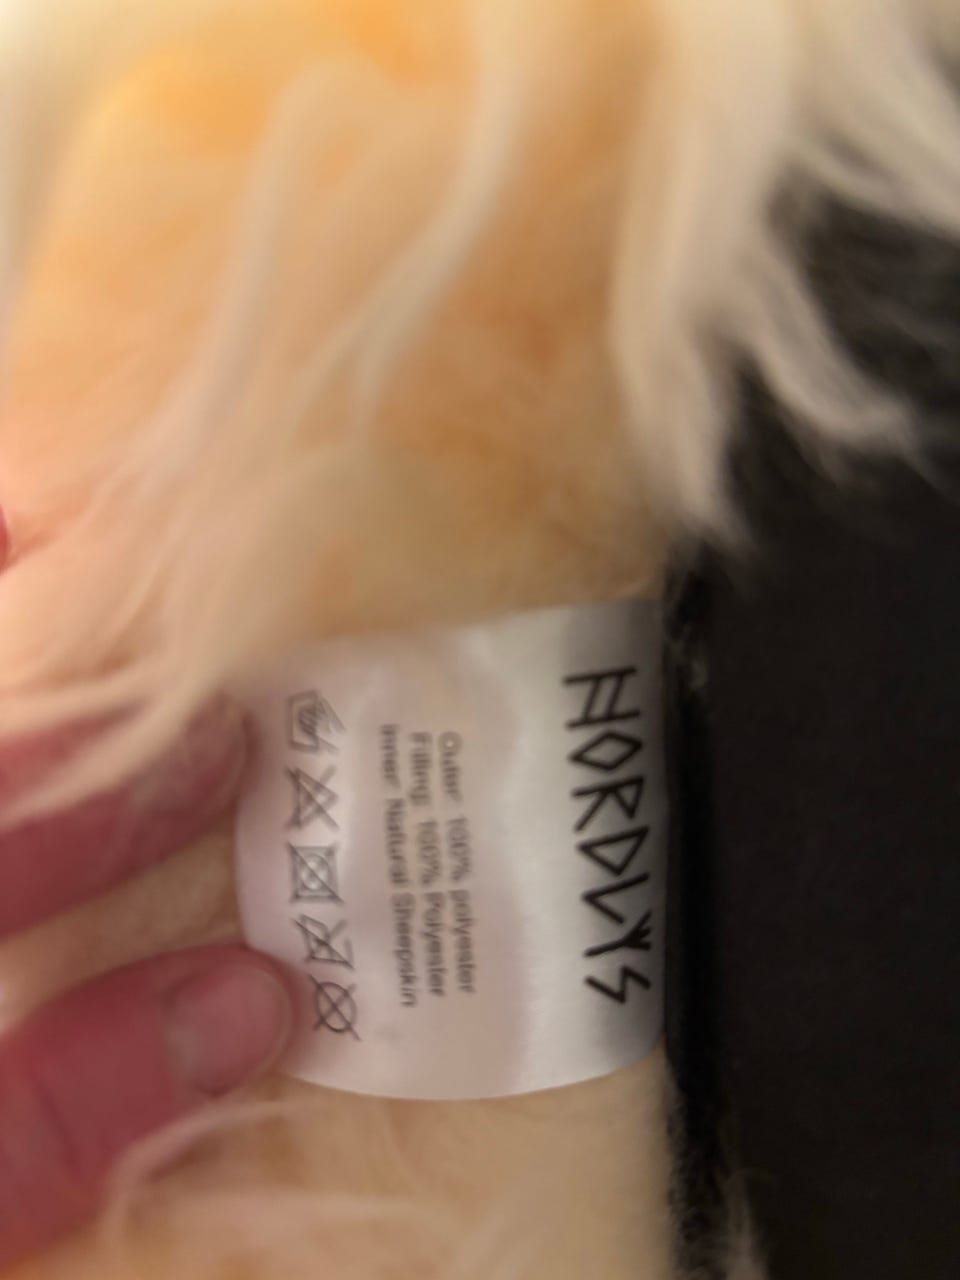 HORDLYS
Outer: 100% polyester
Filling: 100% Polyester
Inner: Natural Sheepskin